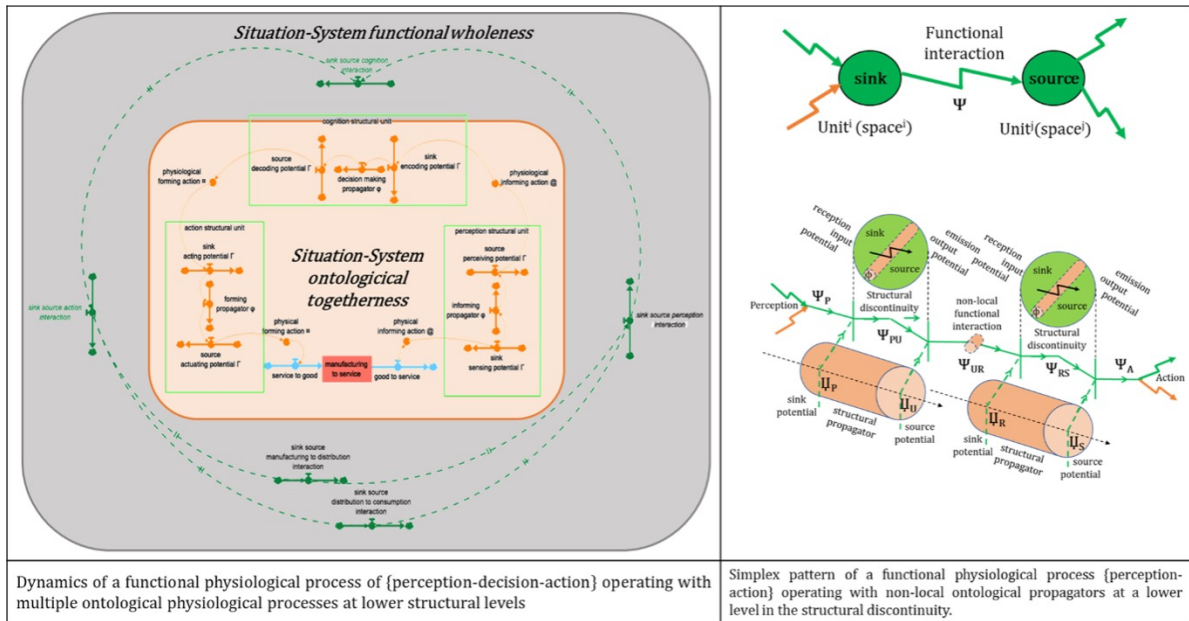 Situation-System functional wholeness
sink source cognition
interaction
cognition structural unit
source
decoding potential Γ
sink
encoding potential Γ
decision making
propagator φ
physiological
forming action ¤
physiological
informing action @
action structural unit
sink
acting potential Γ
forming
propagator φ
source
actuating potential Γ
Situation-System
ontologicical
togetherness
perception structural unit
source
perceiving potential Γ
informing
propagator φ
sink
sensing potential Γ
physical
forming action ¤
physical
informing action @
service to good
manufacturing
to service
good to service
sink source action
interaction
sink source perception
interaction
sink source
manufacturing to distribution
interaction
sink source
distribution to consumption
interaction
Dynamics of a functional physiological process of {perception-decision-action} operating with
multiple ontological physiological processes at lower structural levels
Functional
interaction
sink
source
Ψ
Unitⁱ (spaceⁱ)
Unitʲ(spaceʲ)
reception
input
potential
sink
source
Φ
emission
output
potential
reception
input
potential
sink
source
Φ
emission
output
potential
Perception
Ψ_P
Structural
discontinuity
Ψ_PU
non-local
functional
interaction
Ψ_UR
Structural
discontinuity
Ψ_RS
Ψ_A
Action
Џ_P
Џ_U
sink
potential
structural
propagator
source
potential
Џ_R
Џ_S
sink
potential
structural
propagator
source
potential
Simplex pattern of a functional physiological process {perception-
action} operating with non-local ontological propagators at a lower
level in the structural discontinuity.